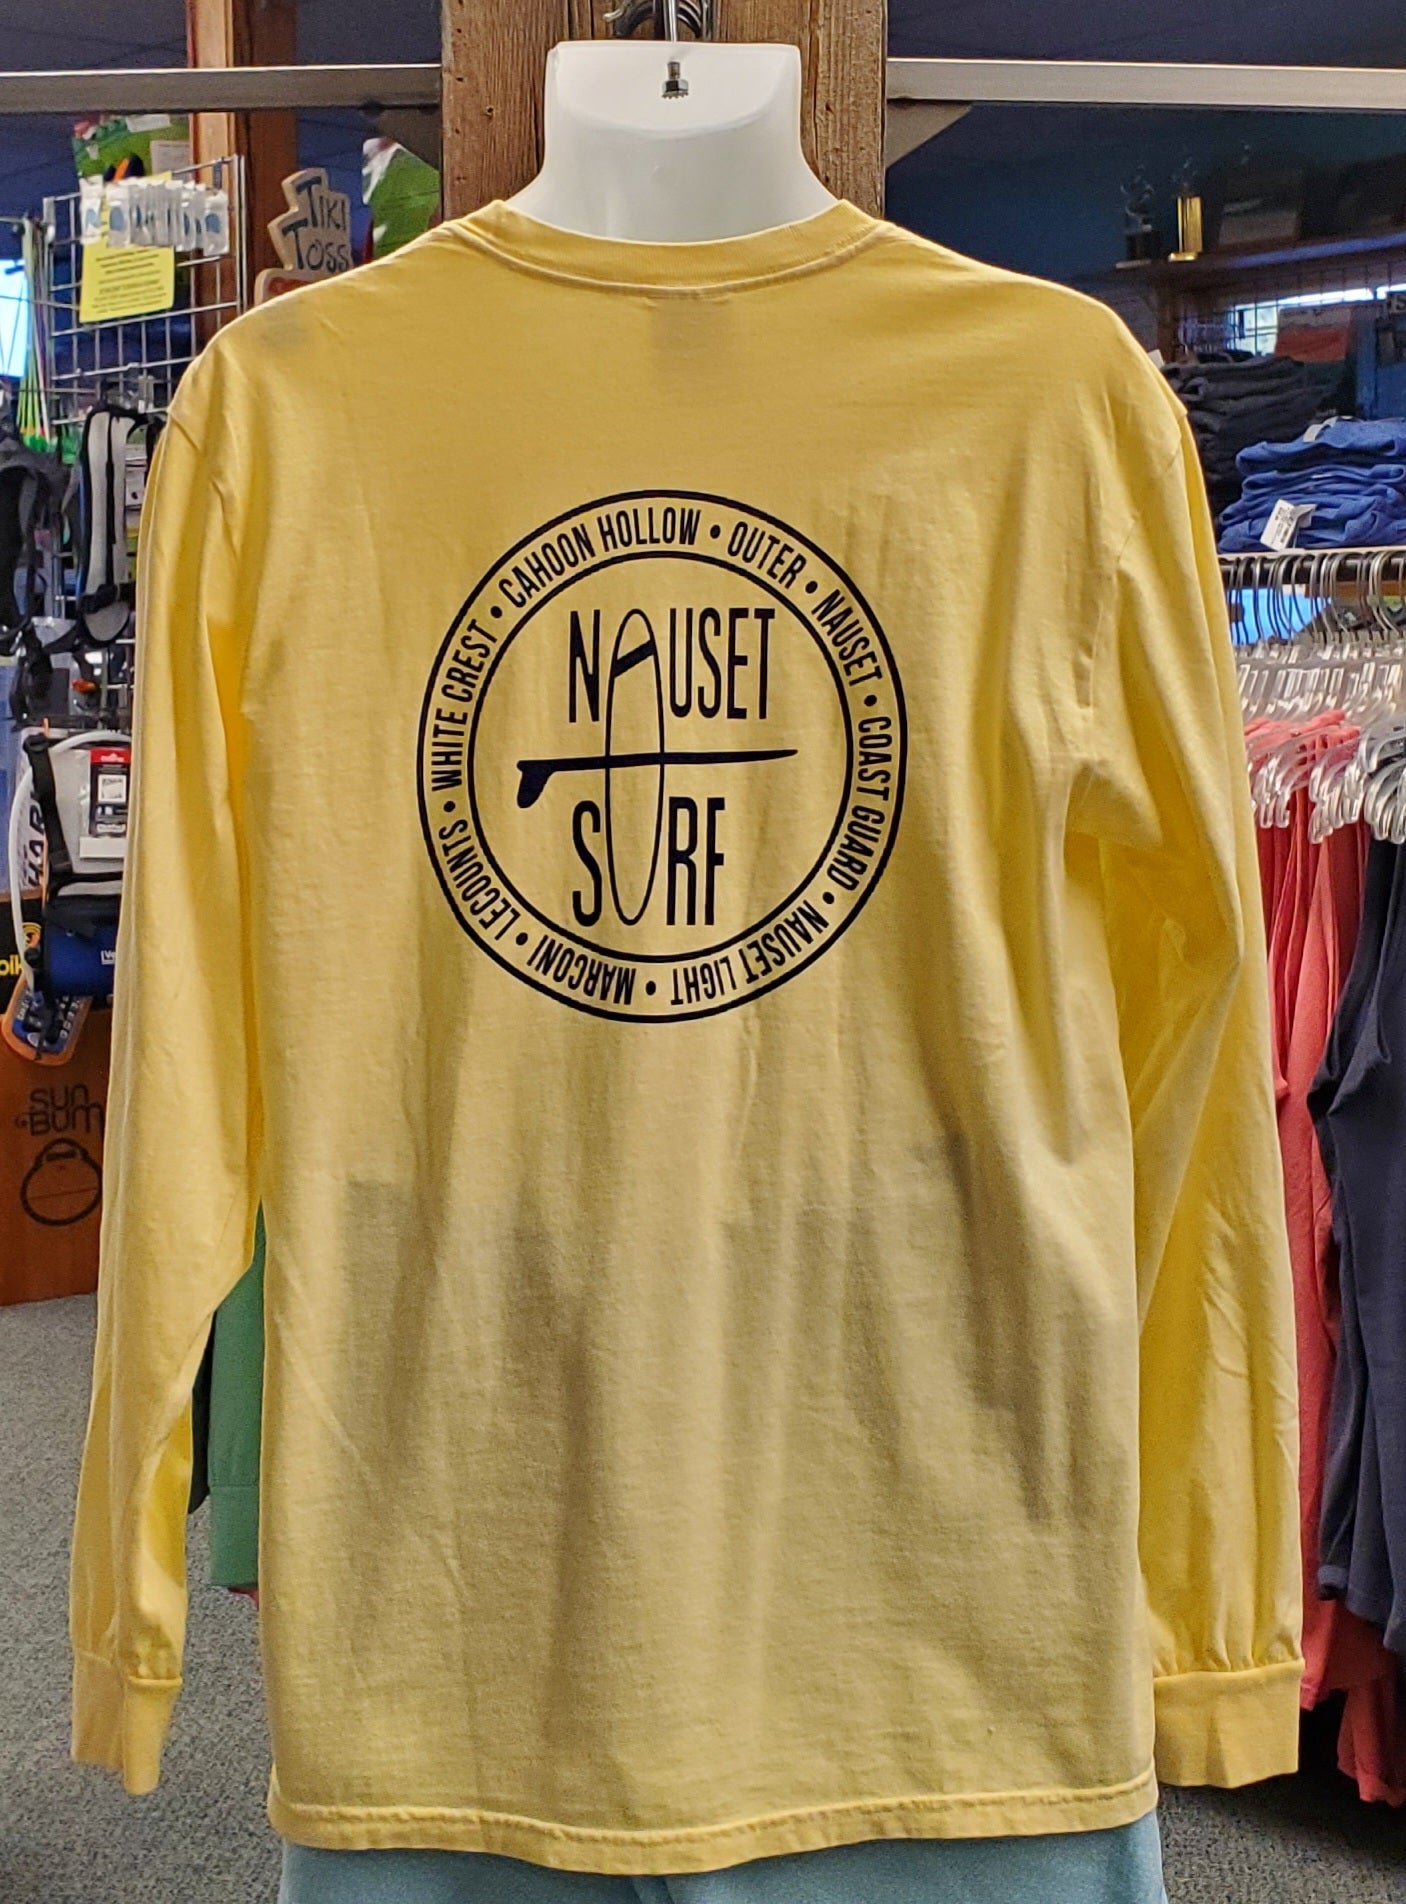 TIKI
TOSS
CAHOON HOLLOW • OUTER • NAUSET • COAST GUARD • NAUSET LIGHT • MARCONI • LECOUNTS • WHITE CREST •
NAUSET
SURF
SUN
BUM